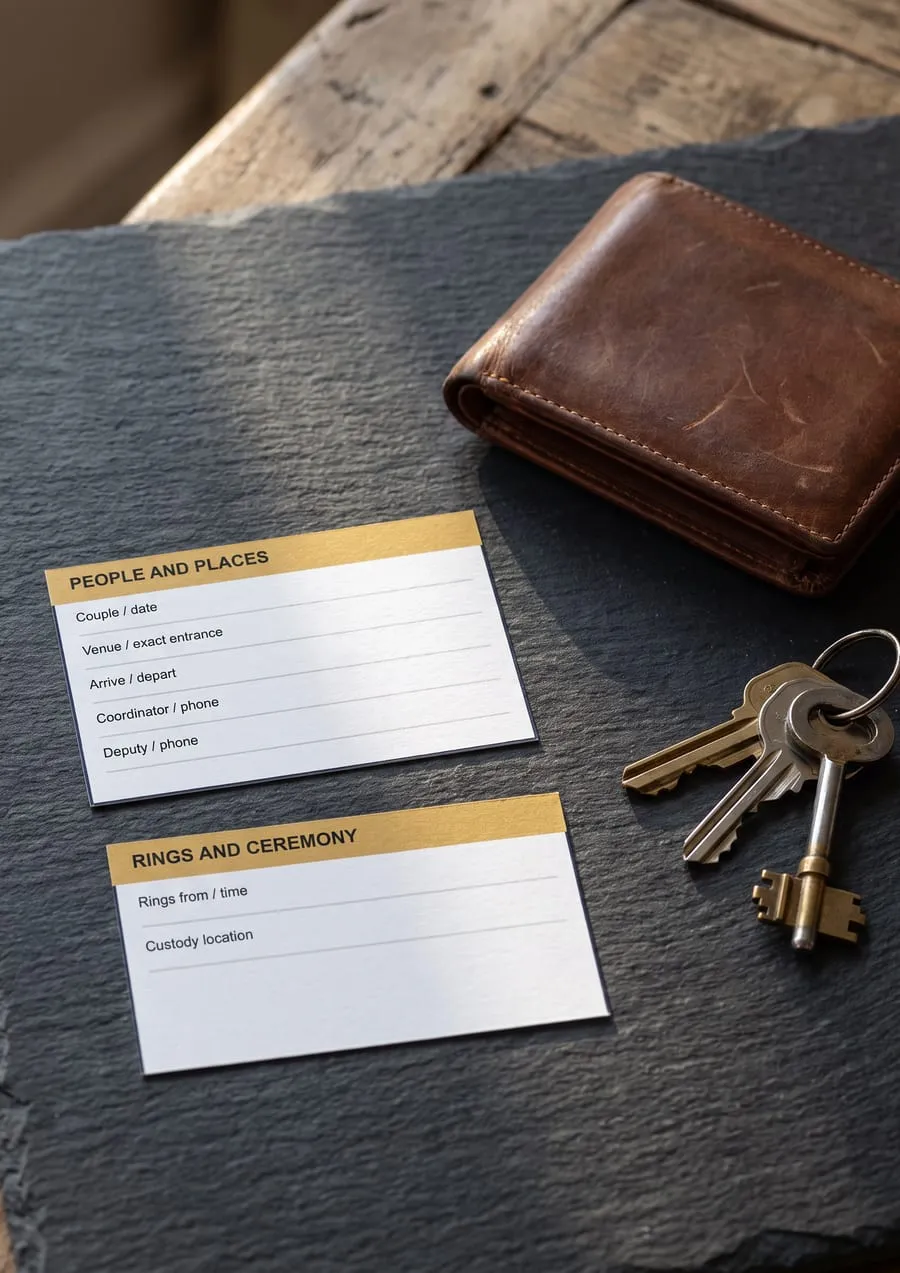 PEOPLE AND PLACES
Couple / date
Venue / exact entrance
Arrive / depart
Coordinator / phone
Deputy / phone
RINGS AND CEREMONY
Rings from / time
Custody location